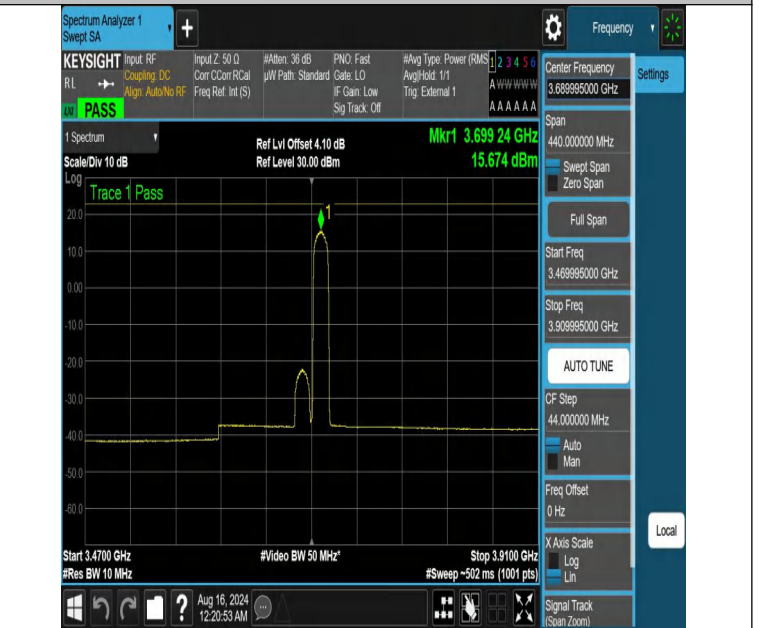 Spectrum Analyzer 1
Swept SA
+
Frequency
KEYSIGHT
RL
PASS
Input: RF
Coupling: DC
Align: Auto/No RF
Input Z: 50 Ω
Corr CCorr RCal
Freq Ref: Int (S)
#Atten: 36 dB
µW Path: Standard
PNO: Fast
Gate: LO
IF Gain: Low
Sig Track: Off
#Avg Type: Power (RMS
Avg|Hold: 1/1
Trig: External 1
1 2 3 4 5 6
A W W W W W
A A A A A A
Center Frequency
3.689995000 GHz
Settings
1 Spectrum
Scale/Div 10 dB
Ref Lvl Offset 4.10 dB
Ref Level 30.00 dBm
Mkr1 3.699 24 GHz
15.674 dBm
Span
440.000000 MHz
Swept Span
Zero Span
Full Span
Start Freq
3.469995000 GHz
Stop Freq
3.909995000 GHz
AUTO TUNE
CF Step
44.000000 MHz
Auto
Man
Freq Offset
0 Hz
X Axis Scale
Log
Lin
Signal Track
(Span Zoom)
Local
Log
Trace 1 Pass
1
20.0
10.0
0.00
-10.0
-20.0
-30.0
-40.0
-50.0
-60.0
Start 3.4700 GHz
#Res BW 10 MHz
#Video BW 50 MHz*
Stop 3.9100 GHz
#Sweep ~502 ms (1001 pts)
?
Aug 16, 2024
12:20:53 AM